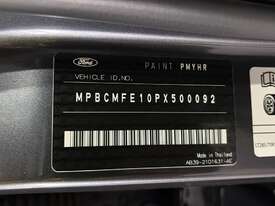 Ford
PAINT PMYHR
VEHICLE ID.NO.
MPBCMFE10PX500092
Made in Thailand
AB39-2101631-AE